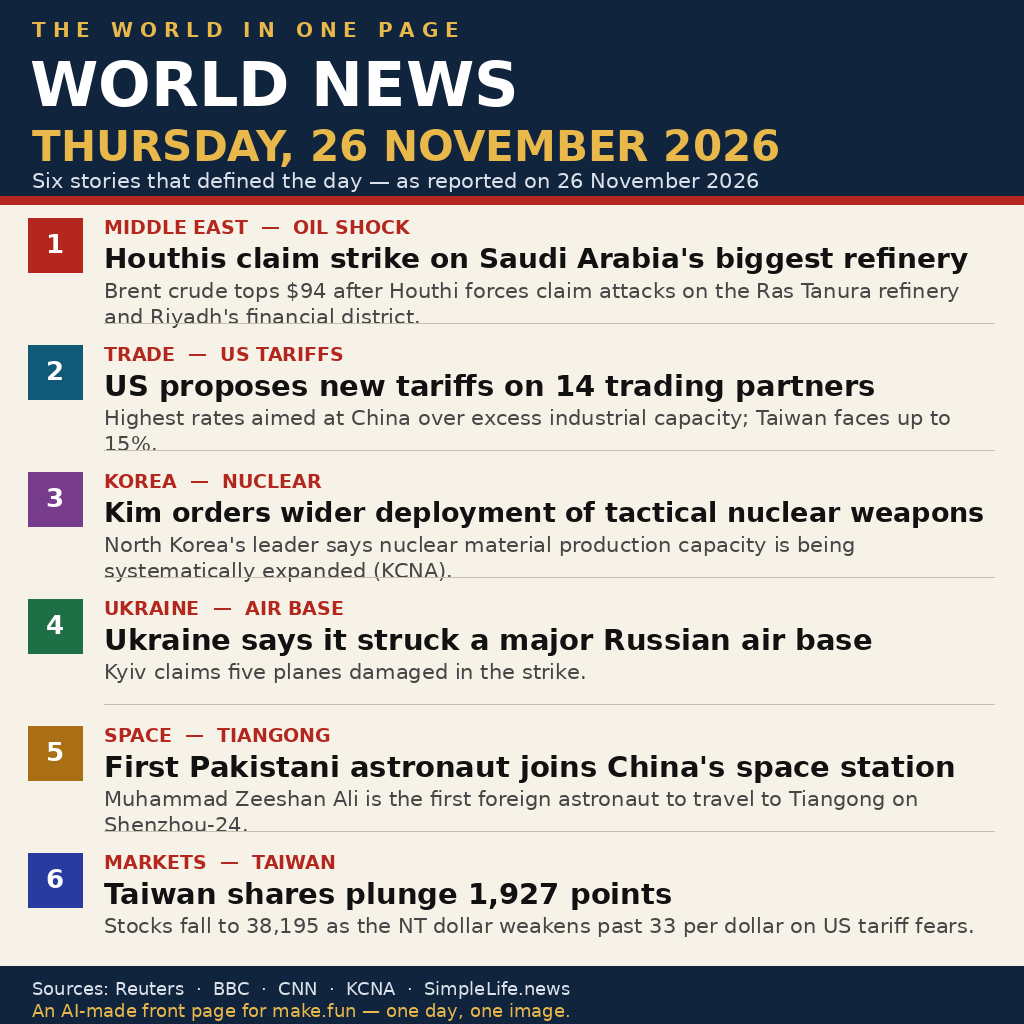 THE WORLD IN ONE PAGE
WORLD NEWS
THURSDAY, 26 NOVEMBER 2026
Six stories that defined the day — as reported on 26 November 2026
1
MIDDLE EAST — OIL SHOCK
Houthis claim strike on Saudi Arabia's biggest refinery
Brent crude tops $94 after Houthi forces claim attacks on the Ras Tanura refinery
and Riyadh's financial district.
2
TRADE — US TARIFFS
US proposes new tariffs on 14 trading partners
Highest rates aimed at China over excess industrial capacity; Taiwan faces up to
15%.
3
KOREA — NUCLEAR
Kim orders wider deployment of tactical nuclear weapons
North Korea's leader says nuclear material production capacity is being
systematically expanded (KCNA).
4
UKRAINE — AIR BASE
Ukraine says it struck a major Russian air base
Kyiv claims five planes damaged in the strike.
5
SPACE — TIANGONG
First Pakistani astronaut joins China's space station
Muhammad Zeeshan Ali is the first foreign astronaut to travel to Tiangong on
Shenzhou-24.
6
MARKETS — TAIWAN
Taiwan shares plunge 1,927 points
Stocks fall to 38,195 as the NT dollar weakens past 33 per dollar on US tariff fears.
Sources: Reuters · BBC · CNN · KCNA · SimpleLife.news
An AI-made front page for make.fun — one day, one image.